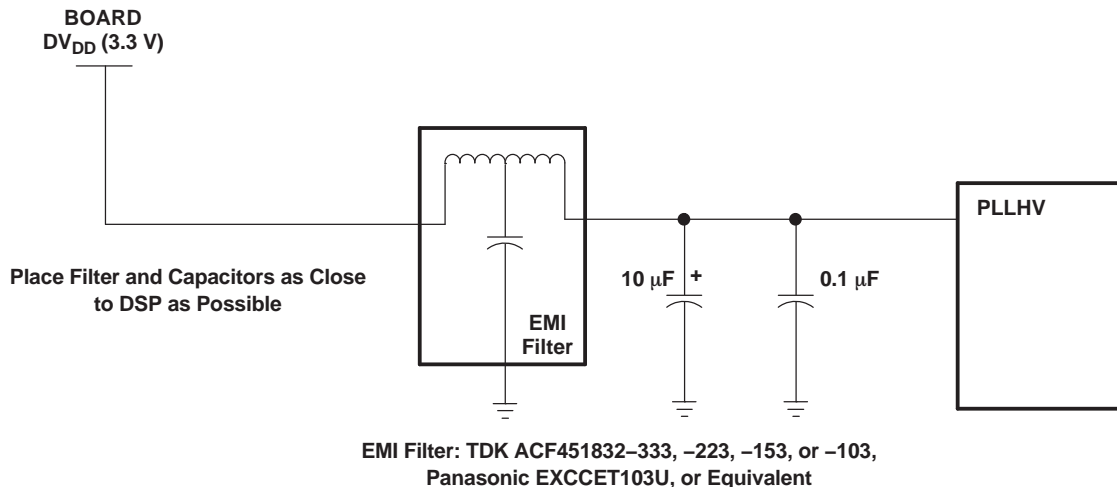 BOARD
DVDD (3.3 V)
PLLHV
Place Filter and Capacitors as Close
to DSP as Possible
10 μF +
0.1 μF
EMI
Filter
EMI Filter: TDK ACF451832–333, –223, –153, or –103,
Panasonic EXCCET103U, or Equivalent